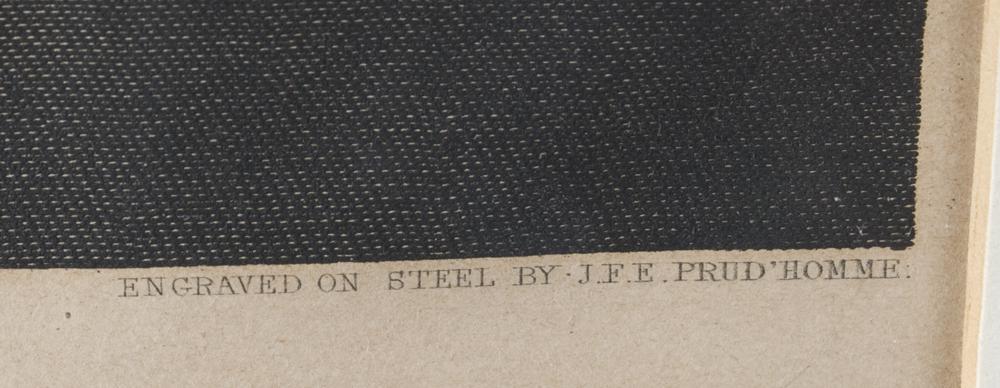 ENGRAVED ON STEEL BY · J.F.E. PRUD'HOMME.